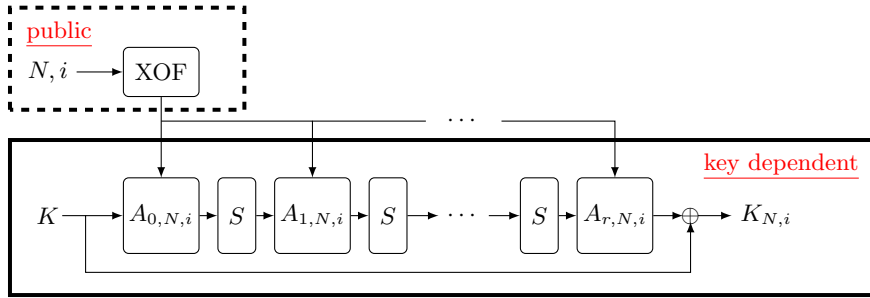 public
N, i XOF
· · ·
key dependent
K A_{0,N,i} S A_{1,N,i} S · · · S A_{r,N,i} ⊕ K_{N,i}